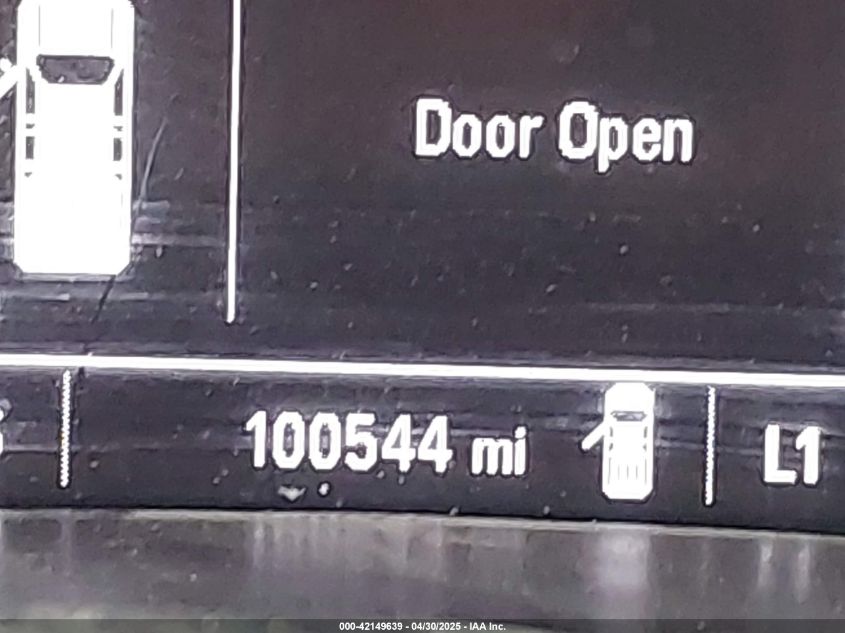 Door Open
100544 mi
L1
000-42149639 - 04/30/2025 - IAA Inc.